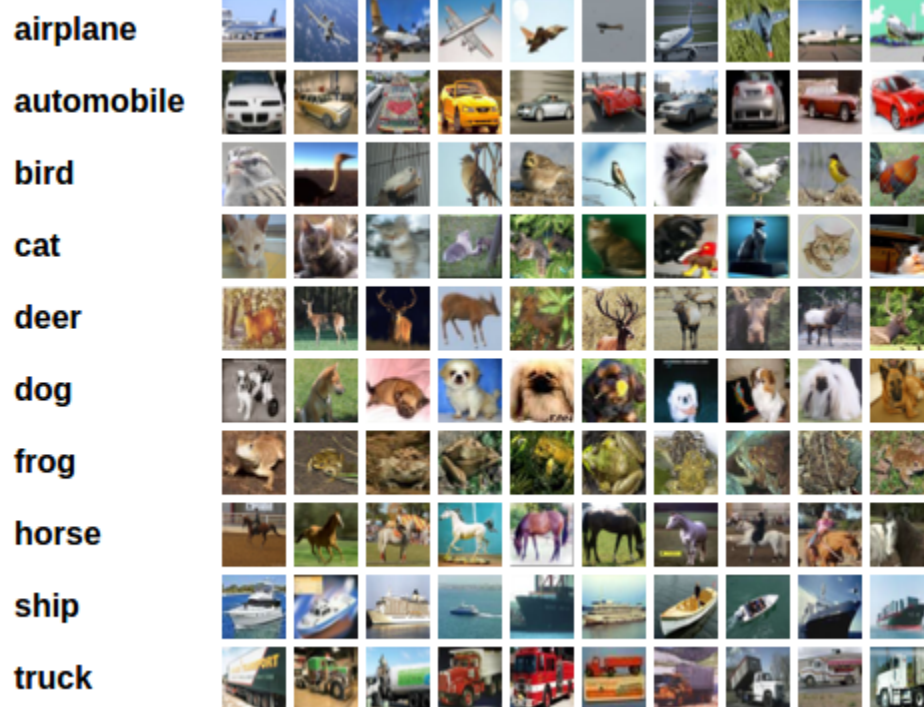 airplane
automobile
bird
cat
deer
dog
frog
horse
ship
truck